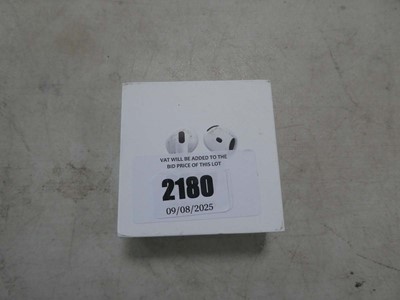 VAT WILL BE ADDED TO THE
BID PRICE OF THIS LOT
2180
09/08/2025